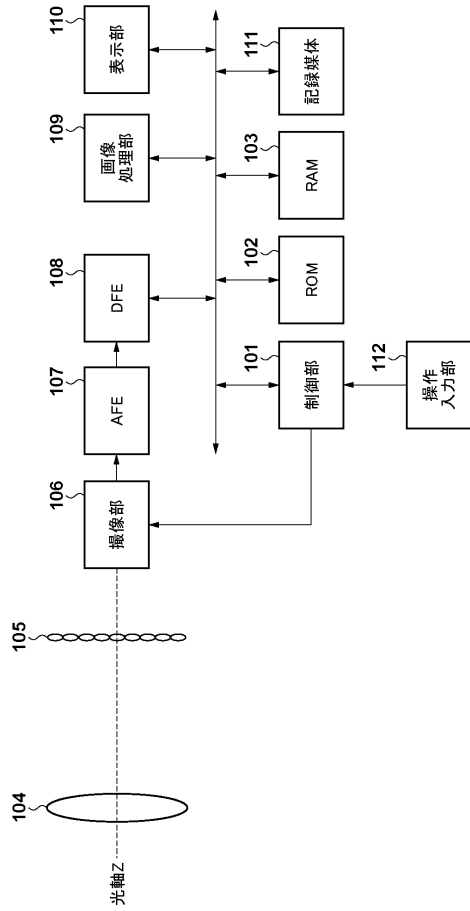 104
105
光軸Z
106
撮像部
107
AFE
108
DFE
109
画像
処理部
110
表示部
101
制御部
102
ROM
103
RAM
111
記録媒体
112
操作
入力部